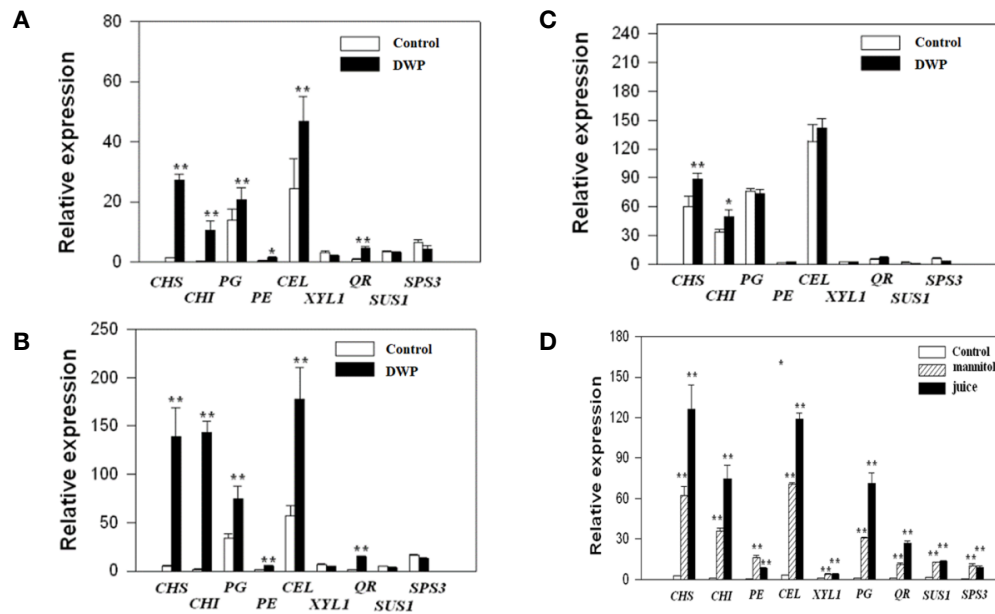 A
80
60
40
20
0
Relative expression
Control
DWP
**
**
**
*
**
**
CHS
CHI
PG
PE
CEL
XYL1
QR
SUS1
SPS3
B
250
200
150
100
50
0
Relative expression
Control
DWP
**
**
**
**
**
**
CHS
CHI
PG
PE
CEL
XYL1
QR
SUS1
SPS3
C
240
210
180
150
120
90
60
30
0
Relative expression
Control
DWP
**
*
CHS
CHI
PG
PE
CEL
XYL1
QR
SUS1
SPS3
D
180
150
120
90
60
30
0
Relative expression
Control
mannitol
juice
**
**
**
**
**
**
*
**
**
**
**
**
**
**
**
**
**
**
**
CHS
CHI
PE
CEL
XYL1
PG
QR
SUS1
SPS3